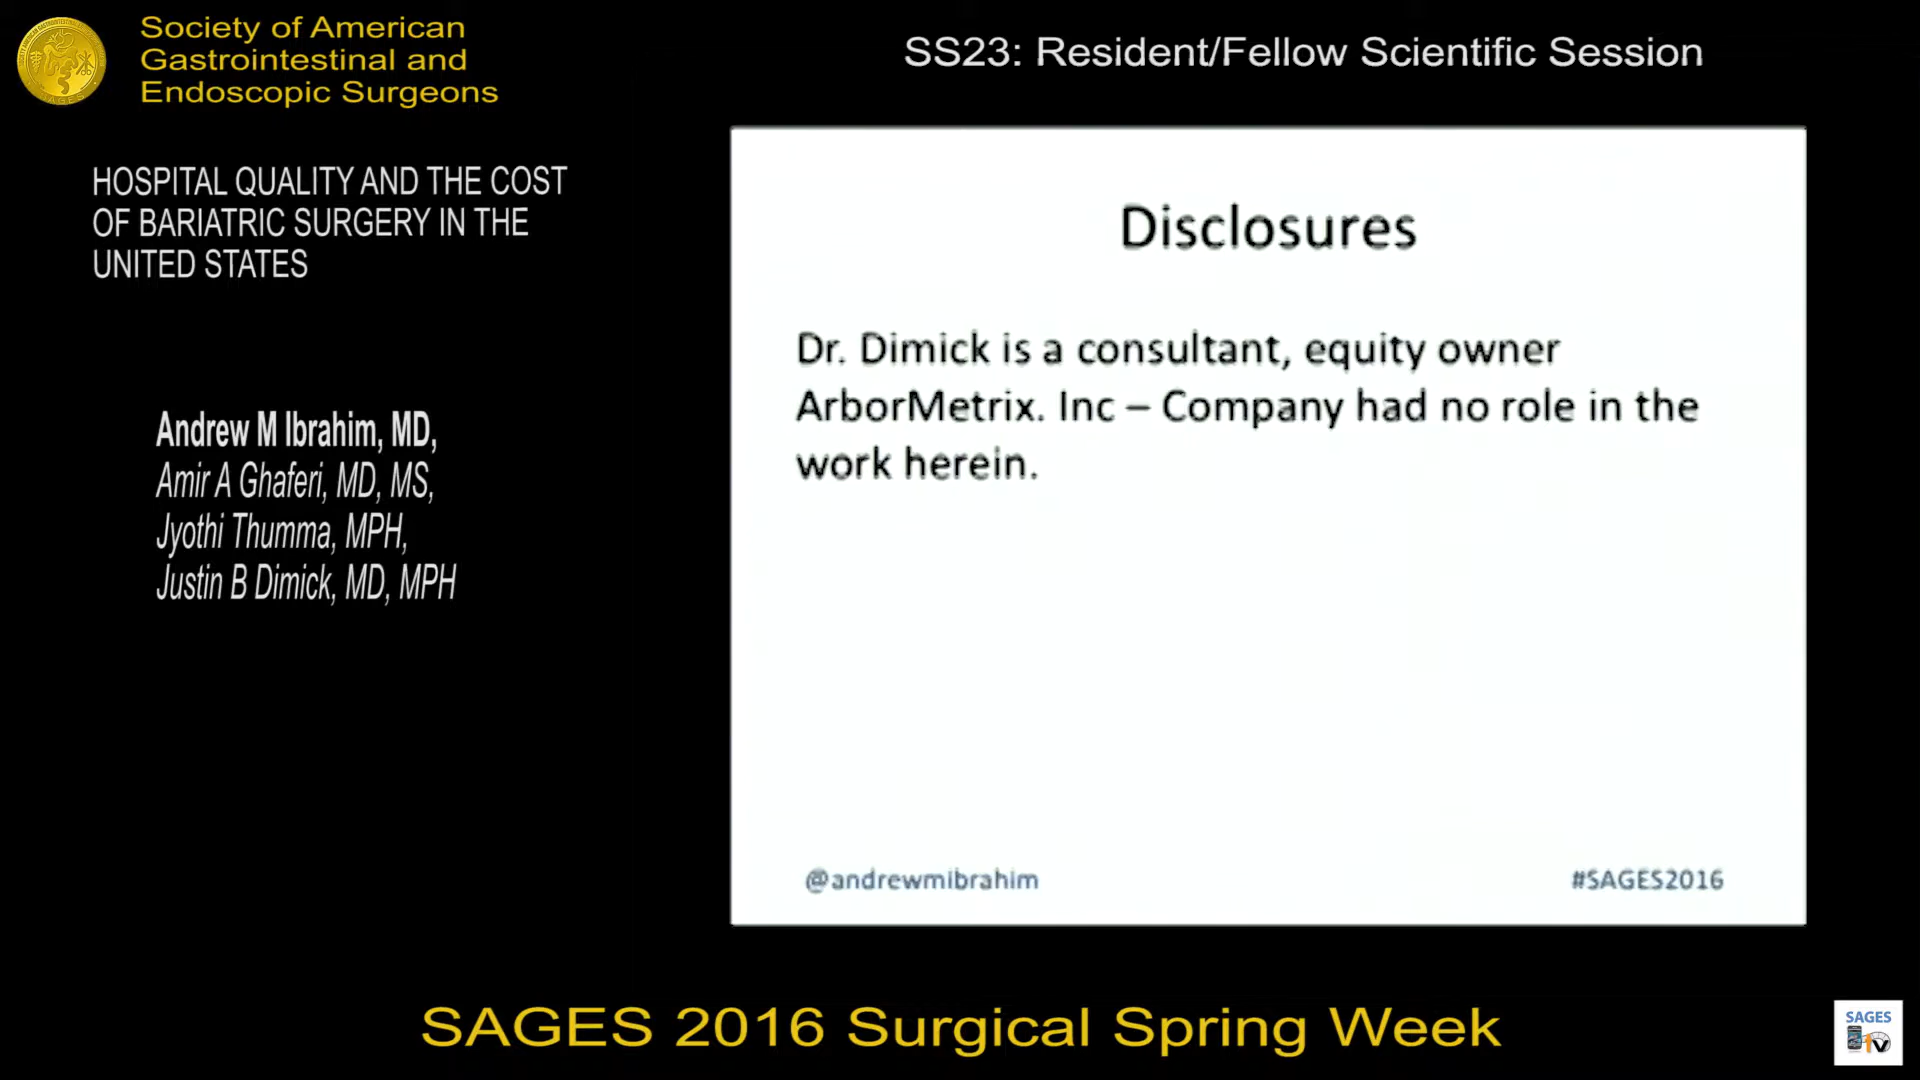 Society of American
Gastrointestinal and
Endoscopic Surgeons
SS23: Resident/Fellow Scientific Session
HOSPITAL QUALITY AND THE COST
OF BARIATRIC SURGERY IN THE
UNITED STATES
Andrew M Ibrahim, MD,
Amir A Ghaferi, MD, MS,
Jyothi Thumma, MPH,
Justin B Dimick, MD, MPH
Disclosures
Dr. Dimick is a consultant, equity owner
ArborMetrix. Inc – Company had no role in the
work herein.
@andrewmibrahim
#SAGES2016
SAGES 2016 Surgical Spring Week
SAGES
tv